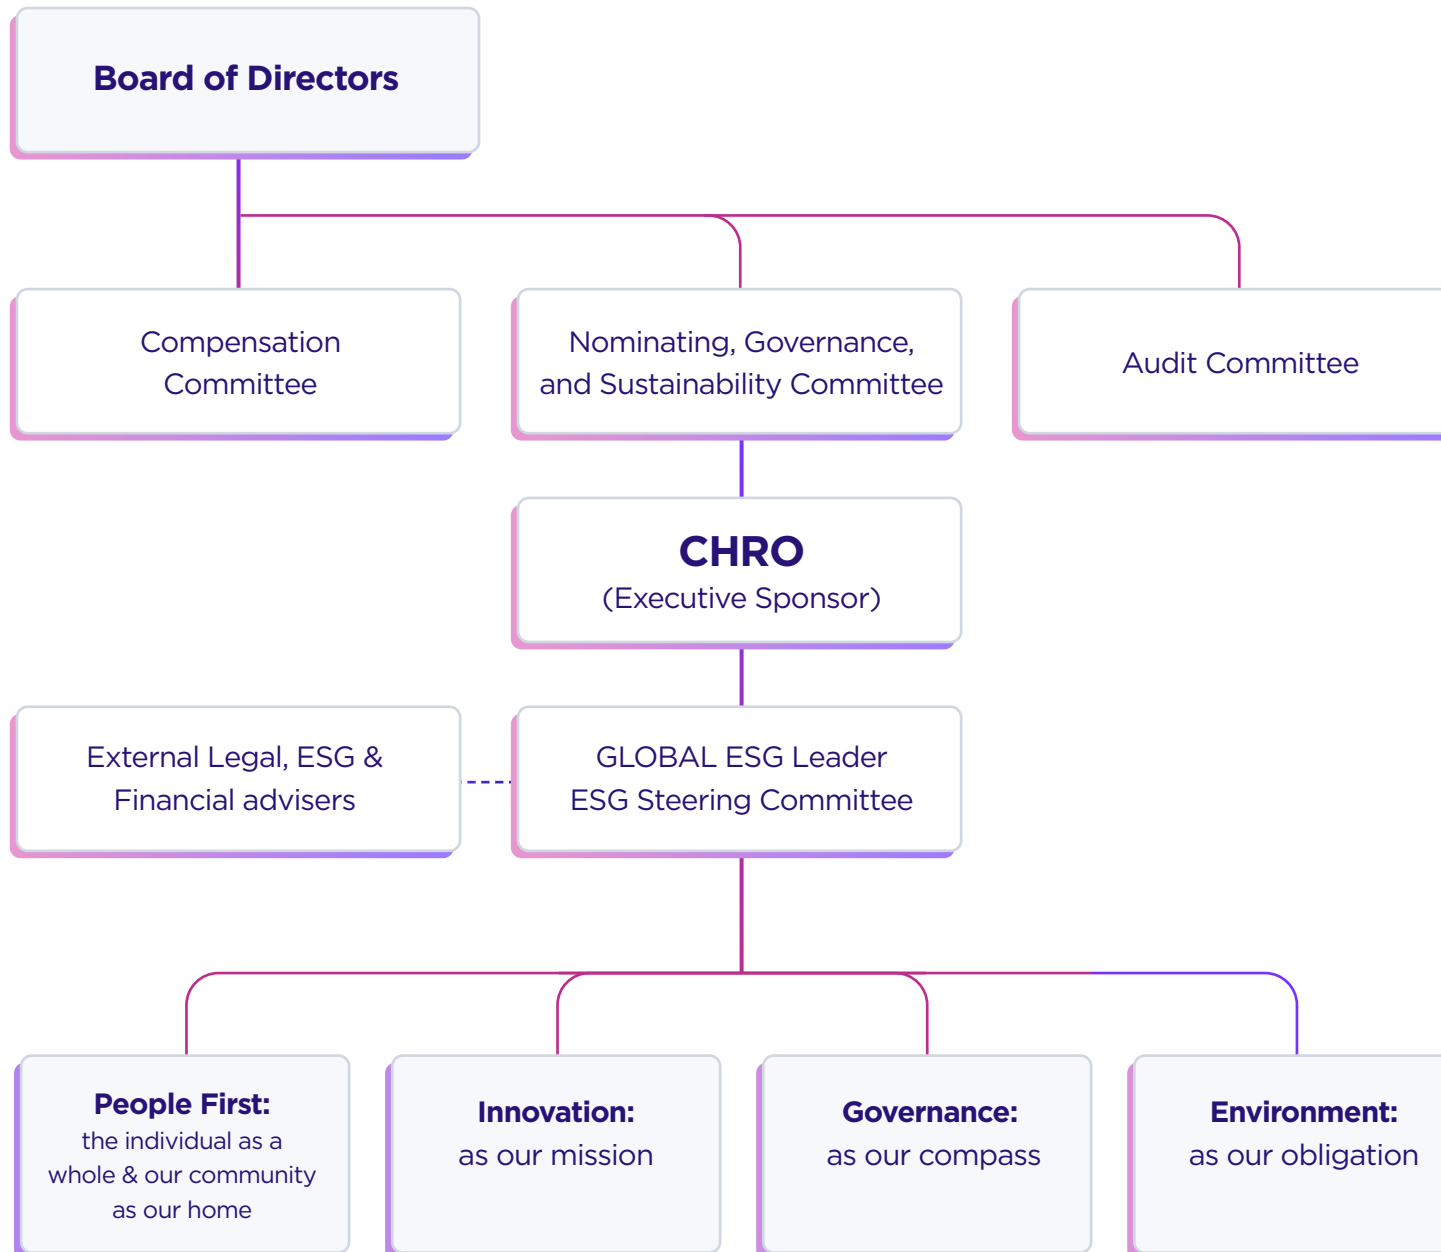 Board of Directors
Compensation
Committee
Nominating, Governance,
and Sustainability Committee
Audit Committee
CHRO
(Executive Sponsor)
External Legal, ESG &
Financial advisers
GLOBAL ESG Leader
ESG Steering Committee
People First:
the individual as a
whole & our community
as our home
Innovation:
as our mission
Governance:
as our compass
Environment:
as our obligation